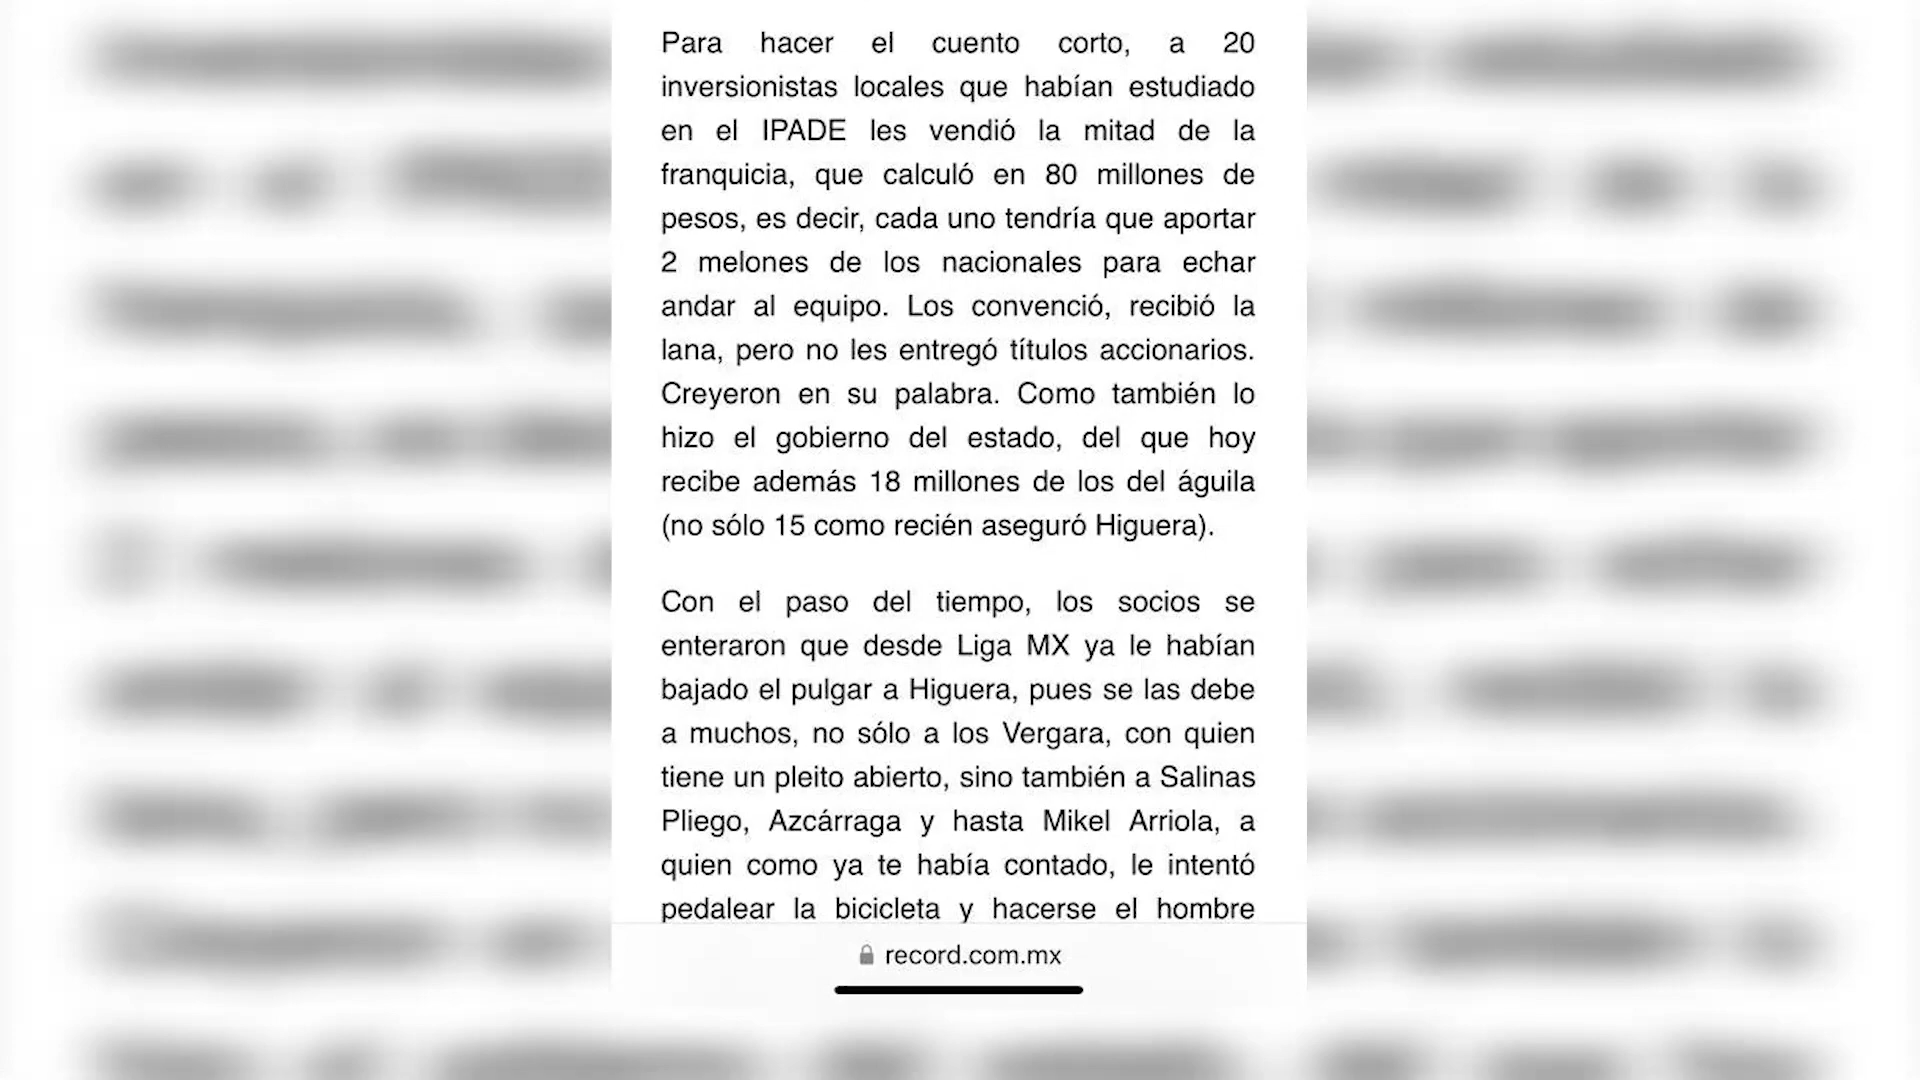 Para hacer el cuento corto, a 20
inversionistas locales que habían estudiado
en el IPADE les vendió la mitad de la
franquicia, que calculó en 80 millones de
pesos, es decir, cada uno tendría que aportar
2 melones de los nacionales para echar
andar al equipo. Los convenció, recibió la
lana, pero no les entregó títulos accionarios.
Creyeron en su palabra. Como también lo
hizo el gobierno del estado, del que hoy
recibe además 18 millones de los del águila
(no sólo 15 como recién aseguró Higuera).
Con el paso del tiempo, los socios se
enteraron que desde Liga MX ya le habían
bajado el pulgar a Higuera, pues se las debe
a muchos, no sólo a los Vergara, con quien
tiene un pleito abierto, sino también a Salinas
Pliego, Azcárraga y hasta Mikel Arriola, a
quien como ya te había contado, le intentó
pedalear la bicicleta y hacerse el hombre
record.com.mx